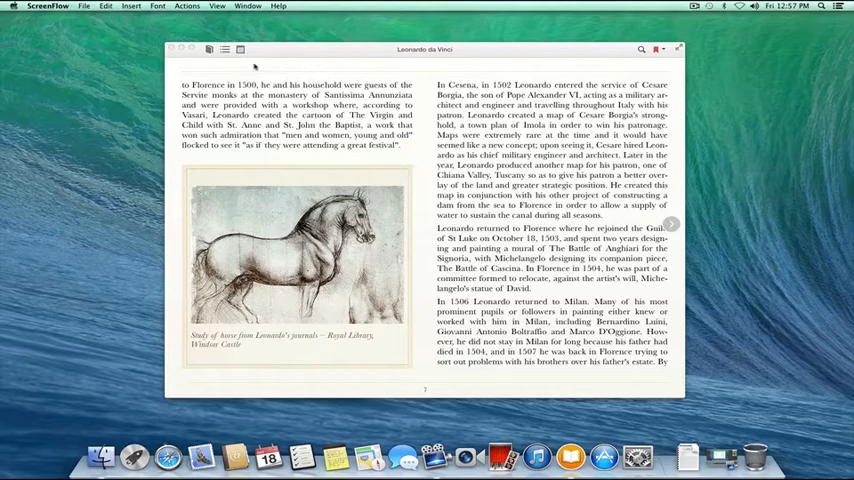 ScreenFlow File Edit Insert Font Actions View Window Help
Fri 12:57 PM
Leonardo da Vinci
to Florence in 1500, he and his household were guests of the
Servite monks at the monastery of Santissima Annunziata
and were provided with a workshop where, according to
Vasari, Leonardo created the cartoon of The Virgin and
Child with St. Anne and St. John the Baptist, a work that
won such admiration that "men and women, young and old"
flocked to see it "as if they were attending a great festival".
Study of horse from Leonardo's journals – Royal Library,
Windsor Castle
In Cesena, in 1502 Leonardo entered the service of Cesare
Borgia, the son of Pope Alexander VI, acting as a military ar-
chitect and engineer and travelling throughout Italy with his
patron. Leonardo created a map of Cesare Borgia's strong-
hold, a town plan of Imola in order to win his patronage.
Maps were extremely rare at the time and it would have
seemed like a new concept; upon seeing it, Cesare hired Leon-
ardo as his chief military engineer and architect. Later in the
year, Leonardo produced another map for his patron, one of
Chiana Valley, Tuscany so as to give his patron a better over-
lay of the land and greater strategic position. He created this
map in conjunction with his other project of constructing a
dam from the sea to Florence in order to allow a supply of
water to sustain the canal during all seasons.
Leonardo returned to Florence where he rejoined the Guild
of St Luke on October 18, 1503, and spent two years design-
ing and painting a mural of The Battle of Anghiari for the
Signoria, with Michelangelo designing its companion piece,
The Battle of Cascina. In Florence in 1504, he was part of a
committee formed to relocate, against the artist's will, Miche-
langelo's statue of David.
In 1506 Leonardo returned to Milan. Many of his most
prominent pupils or followers in painting either knew or
worked with him in Milan, including Bernardino Luini,
Giovanni Antonio Boltraffio and Marco D'Oggione. How-
ever, he did not stay in Milan for long because his father had
died in 1504, and in 1507 he was back in Florence trying to
sort out problems with his brothers over his father's estate. By
7
18